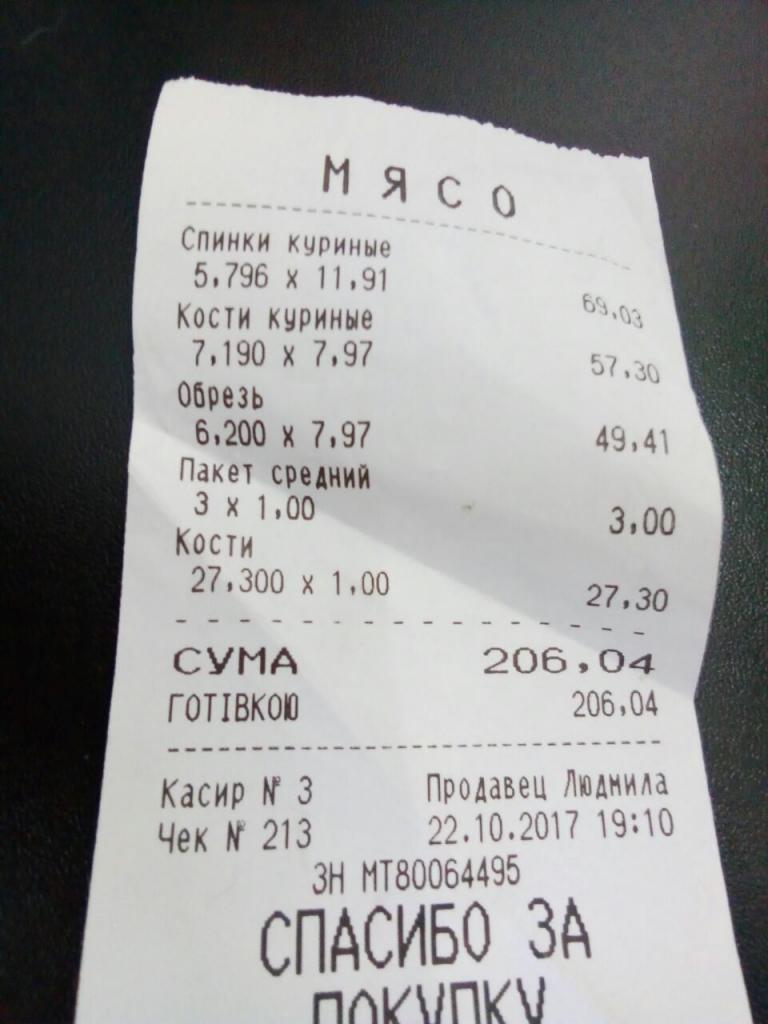 МЯСО
Спинки куриные
5,796 x 11,91 69,03
Кости куриные
7,190 x 7,97 57,30
Обрезь
6,200 x 7,97 49,41
Пакет средний
3 x 1,00 3,00
Кости
27,300 x 1,00 27,30
СУМА 206,04
ГОТІВКОЮ 206,04
Касир № 3 Продавец Людмила
Чек № 213 22.10.2017 19:10
ЗН МТ80064495
СПАСИБО ЗА
ПОКУПКУ